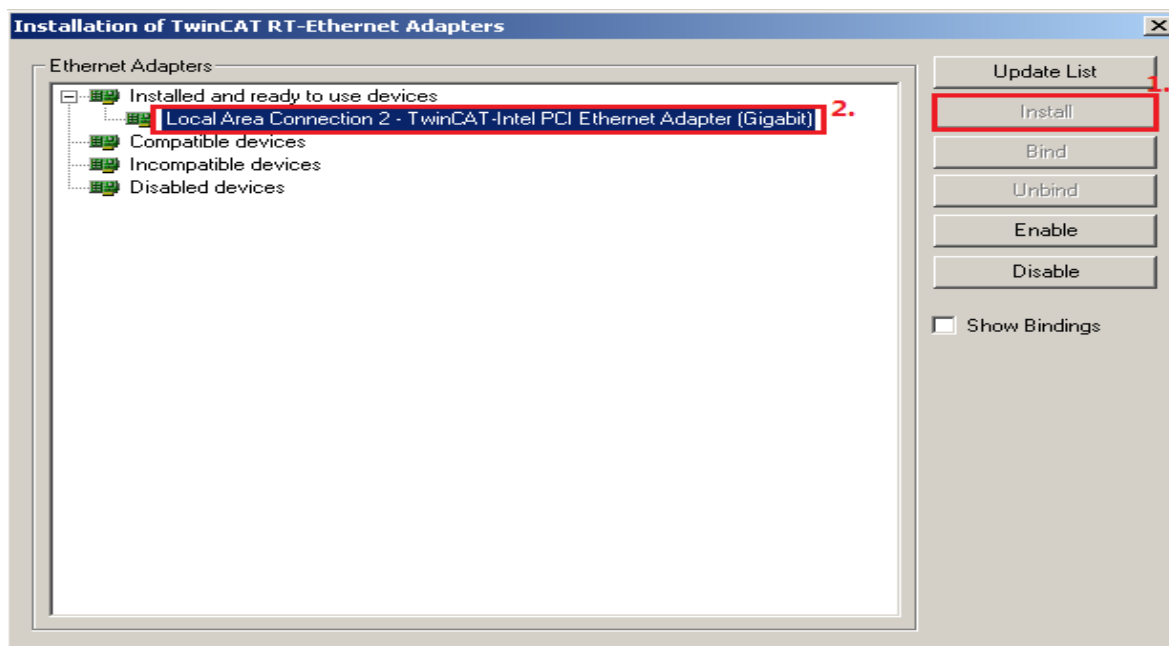 Installation of TwinCAT RT-Ethernet Adapters
Ethernet Adapters
Installed and ready to use devices
Local Area Connection 2 - TwinCAT-Intel PCI Ethernet Adapter (Gigabit)
2.
Compatible devices
Incompatible devices
Disabled devices
Update List
1.
Install
Bind
Unbind
Enable
Disable
Show Bindings